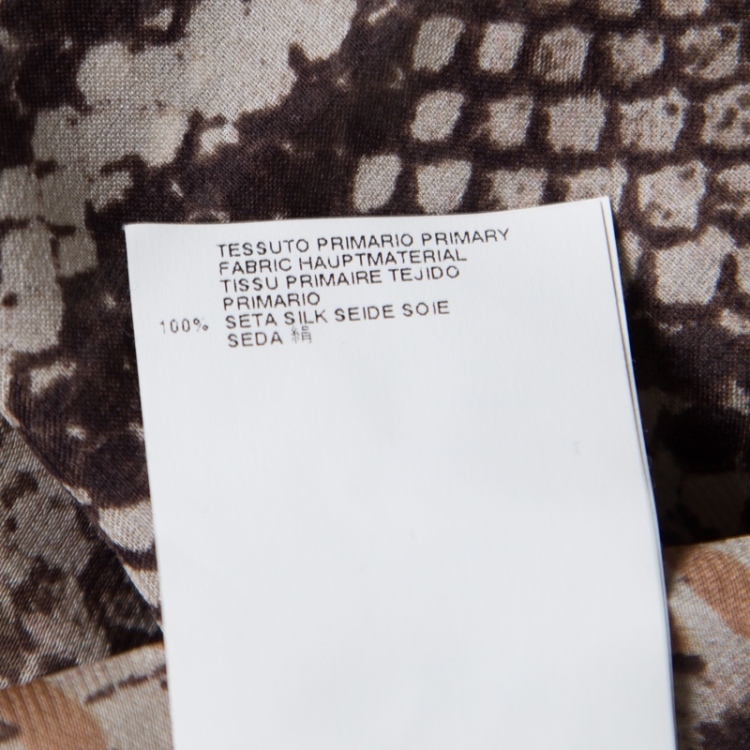 TESSUTO PRIMARIO PRIMARY
FABRIC HAUPTMATERIAL
TISSU PRIMAIRE TEJIDO
PRIMARIO
100% SETA SILK SEIDE SOIE
SEDA 絹